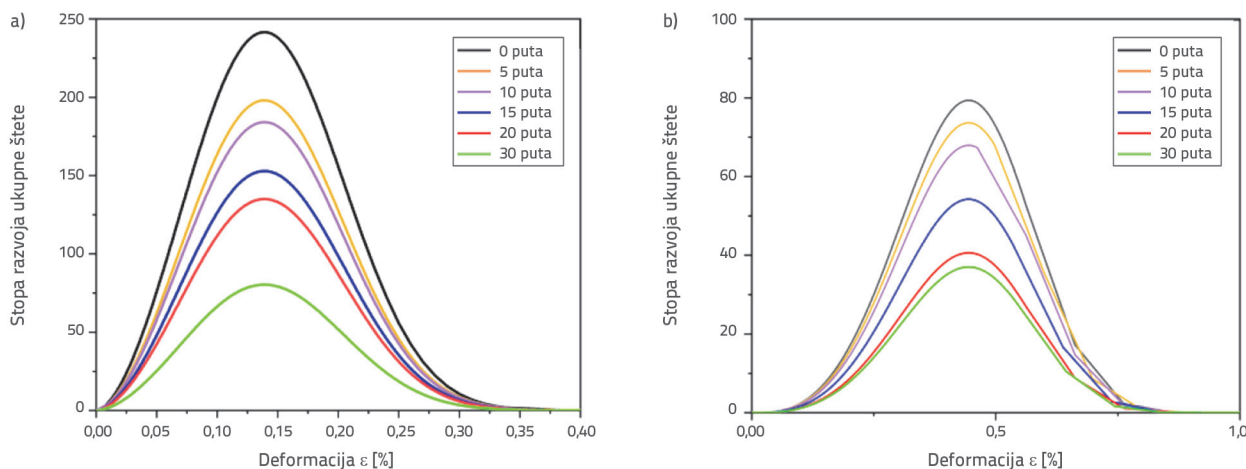 a)
Stopa razvoja ukupne štete
250
200
150
100
50
0
0,00 0,05 0,10 0,15 0,20 0,25 0,30 0,35 0,40
Deformacija ε [%]
0 puta
5 puta
10 puta
15 puta
20 puta
30 puta
b)
Stopa razvoja ukupne štete
100
80
60
40
20
0
0,00 0,5 1,0
Deformacija ε [%]
0 puta
5 puta
10 puta
15 puta
20 puta
30 puta